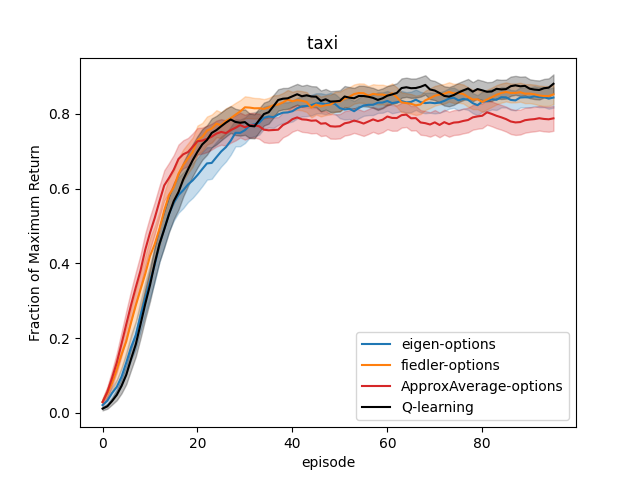 taxi
Fraction of Maximum Return
0.8
0.6
0.4
0.2
0.0
0 20 40 60 80
episode
eigen-options
fiedler-options
ApproxAverage-options
Q-learning